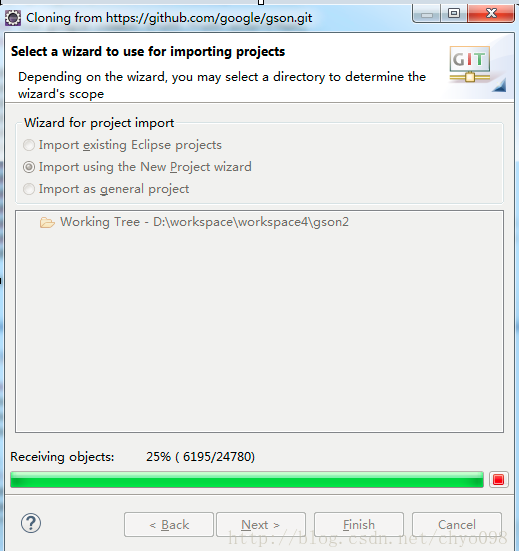 Cloning from https://github.com/google/gson.git
Select a wizard to use for importing projects
Depending on the wizard, you may select a directory to determine the
wizard's scope
GIT
Wizard for project import
Import existing Eclipse projects
Import using the New Project wizard
Import as general project
Working Tree - D:\workspace\workspace4\gson2
Receiving objects: 25% ( 6195/24780)
?
< Back Next > Finish Cancel
http://blog.csdn.net/chyo098